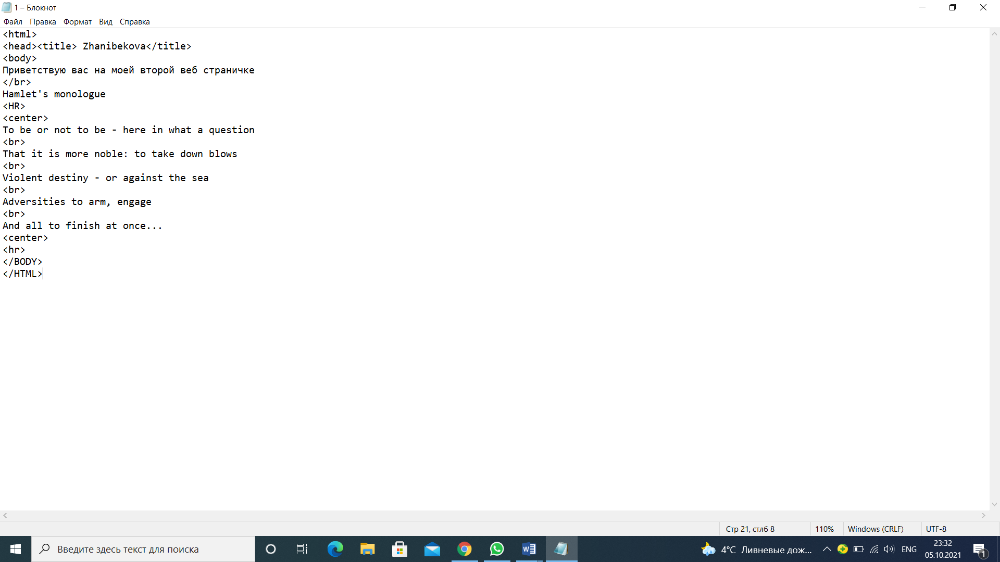 1 – Блокнот
Файл Правка Формат Вид Справка
<html>
<head><title> Zhanibekova</title>
<body>
Приветствую вас на моей второй веб страничке
</br>
Hamlet's monologue
<HR>
<center>
To be or not to be - here in what a question
<br>
That it is more noble: to take down blows
<br>
Violent destiny - or against the sea
<br>
Adversities to arm, engage
<br>
And all to finish at once...
<center>
<hr>
</BODY>
</HTML>
Стр 21, стлб 8 110% Windows (CRLF) UTF-8
Введите здесь текст для поиска 4°C Ливневые дож... ENG 23:32
05.10.2021 1